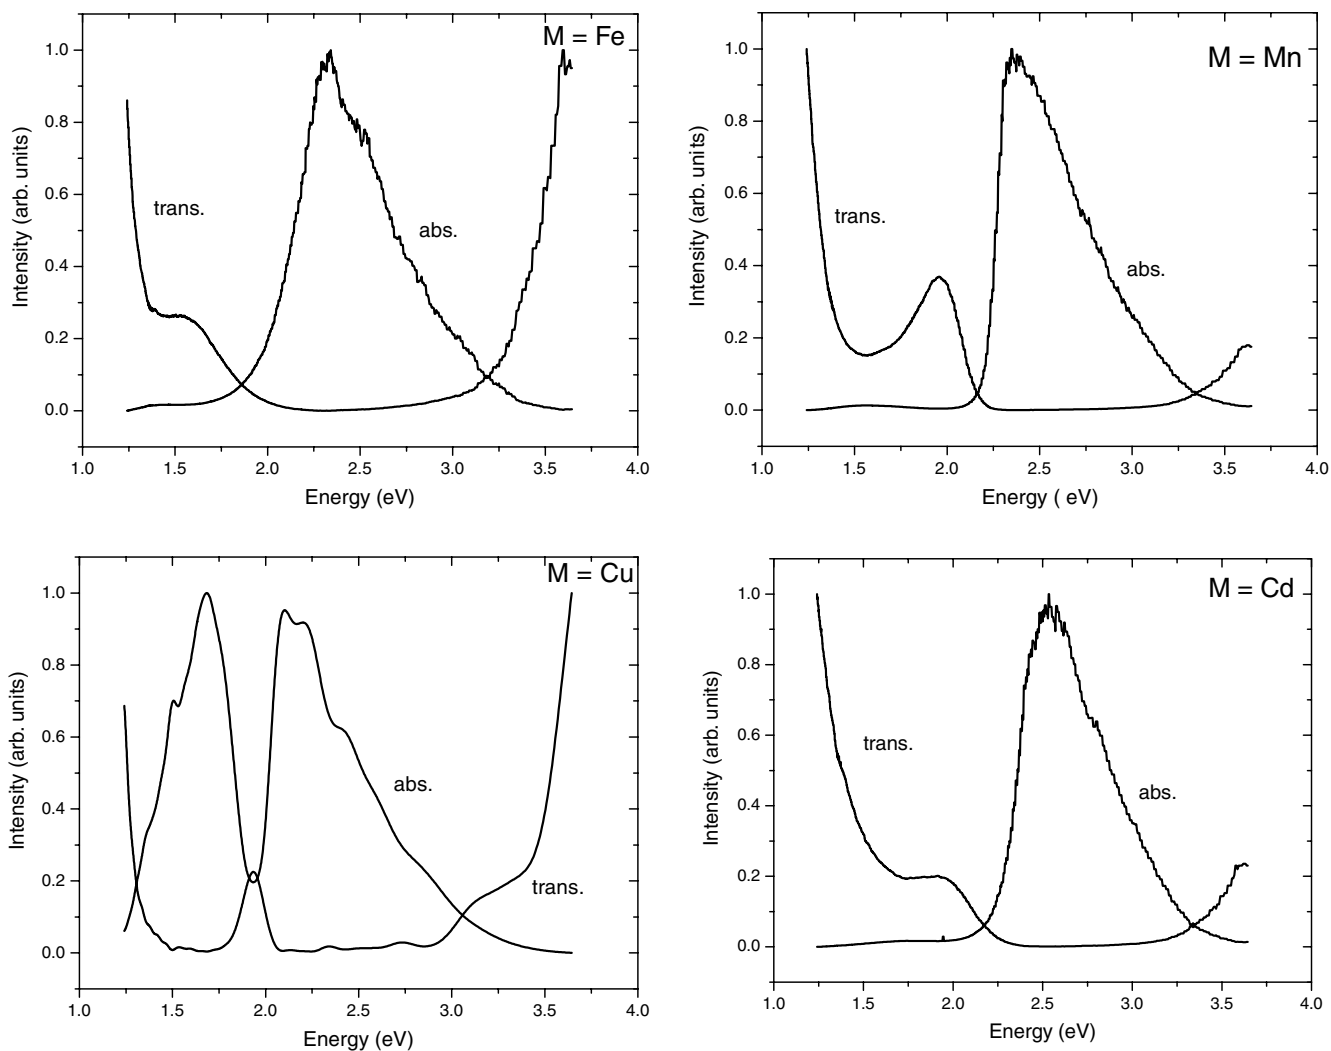 M = Fe
1.0
0.8
0.6
0.4
0.2
0.0
Intensity (arb. units)
trans.
abs.
1.0 1.5 2.0 2.5 3.0 3.5 4.0
Energy (eV)
M = Mn
1.0
0.8
0.6
0.4
0.2
0.0
Intensity (arb. units)
trans.
abs.
1.0 1.5 2.0 2.5 3.0 3.5 4.0
Energy ( eV)
M = Cu
1.0
0.8
0.6
0.4
0.2
0.0
Intensity (arb. units)
abs.
trans.
1.0 1.5 2.0 2.5 3.0 3.5 4.0
Energy (eV)
M = Cd
1.0
0.8
0.6
0.4
0.2
0.0
Intensity (arb. units)
trans.
abs.
1.0 1.5 2.0 2.5 3.0 3.5 4.0
Energy (eV)